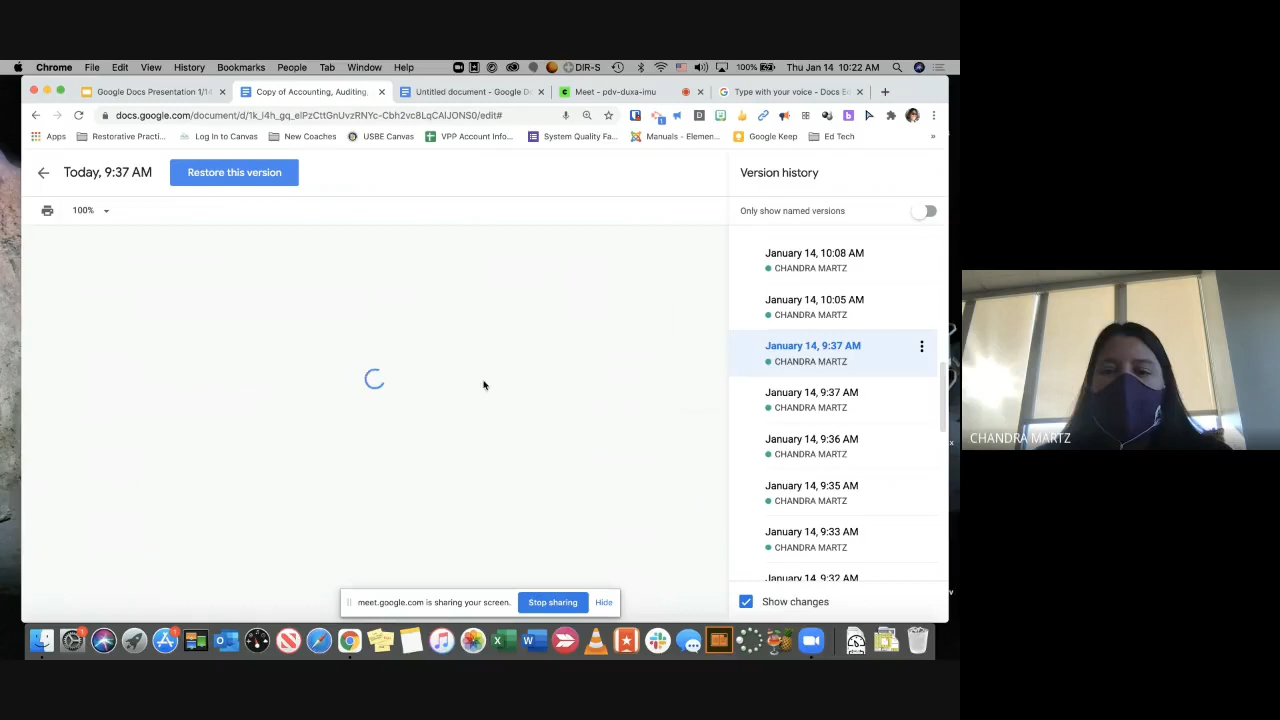 Chrome File Edit View History Bookmarks People Tab Window Help DIR-S 100% Thu Jan 14 10:22 AM
Google Docs Presentation 1/14 Copy of Accounting, Auditing, Untitled document - Google D Meet - pdv-duxa-imu Type with your voice - Docs Ed
Apps Restorative Practi... Log In to Canvas New Coaches USBE Canvas VPP Account Info... System Quality Fa... Manuals - Elemen... Google Keep Ed Tech »
Today, 9:37 AM Restore this version Version history
100% Only show named versions
January 14, 10:08 AM
CHANDRA MARTZ
January 14, 10:05 AM
CHANDRA MARTZ
January 14, 9:37 AM
CHANDRA MARTZ
January 14, 9:37 AM
CHANDRA MARTZ
January 14, 9:36 AM
CHANDRA MARTZ
CHANDRA MARTZ
January 14, 9:35 AM
CHANDRA MARTZ
January 14, 9:33 AM
CHANDRA MARTZ
January 14, 9:32 AM
meet.google.com is sharing your screen. Stop sharing Hide Show changes